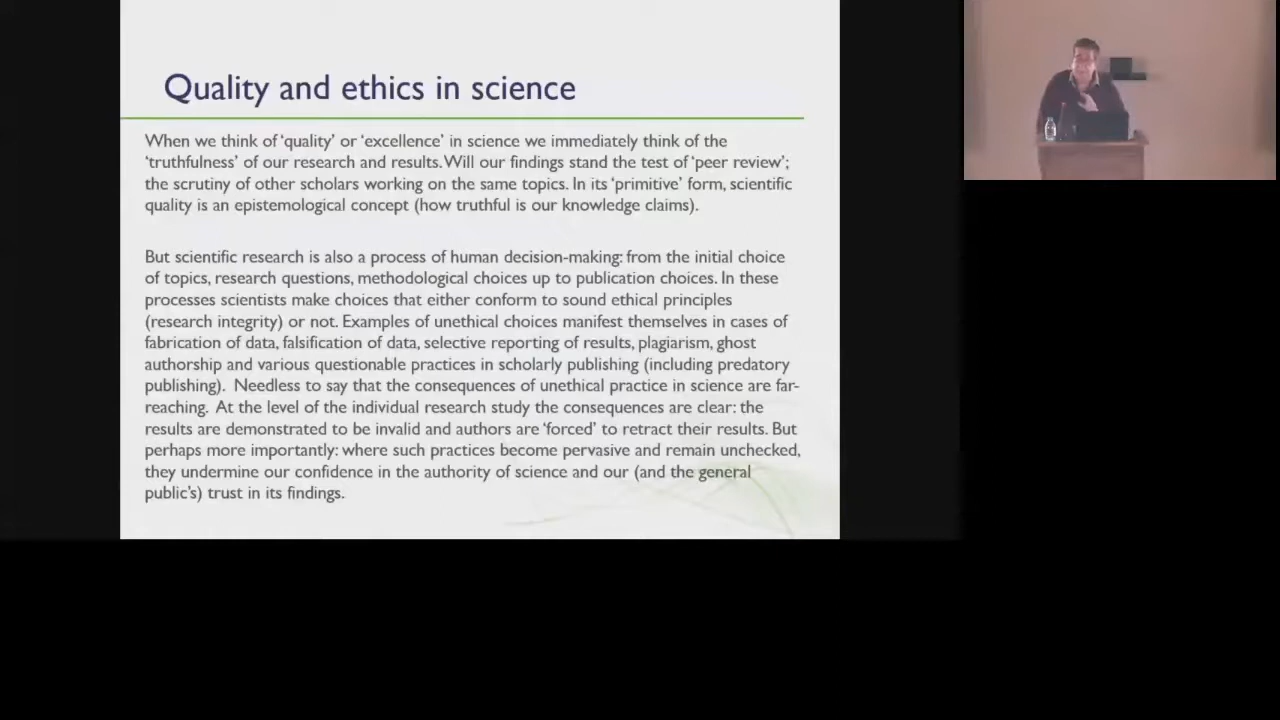 Quality and ethics in science
When we think of ‘quality’ or ‘excellence’ in science we immediately think of the
‘truthfulness’ of our research and results. Will our findings stand the test of ‘peer review’;
the scrutiny of other scholars working on the same topics. In its ‘primitive’ form, scientific
quality is an epistemological concept (how truthful is our knowledge claims).
But scientific research is also a process of human decision-making: from the initial choice
of topics, research questions, methodological choices up to publication choices. In these
processes scientists make choices that either conform to sound ethical principles
(research integrity) or not. Examples of unethical choices manifest themselves in cases of
fabrication of data, falsification of data, selective reporting of results, plagiarism, ghost
authorship and various questionable practices in scholarly publishing (including predatory
publishing). Needless to say that the consequences of unethical practice in science are far-
reaching. At the level of the individual research study the consequences are clear: the
results are demonstrated to be invalid and authors are ‘forced’ to retract their results. But
perhaps more importantly: where such practices become pervasive and remain unchecked,
they undermine our confidence in the authority of science and our (and the general
public’s) trust in its findings.